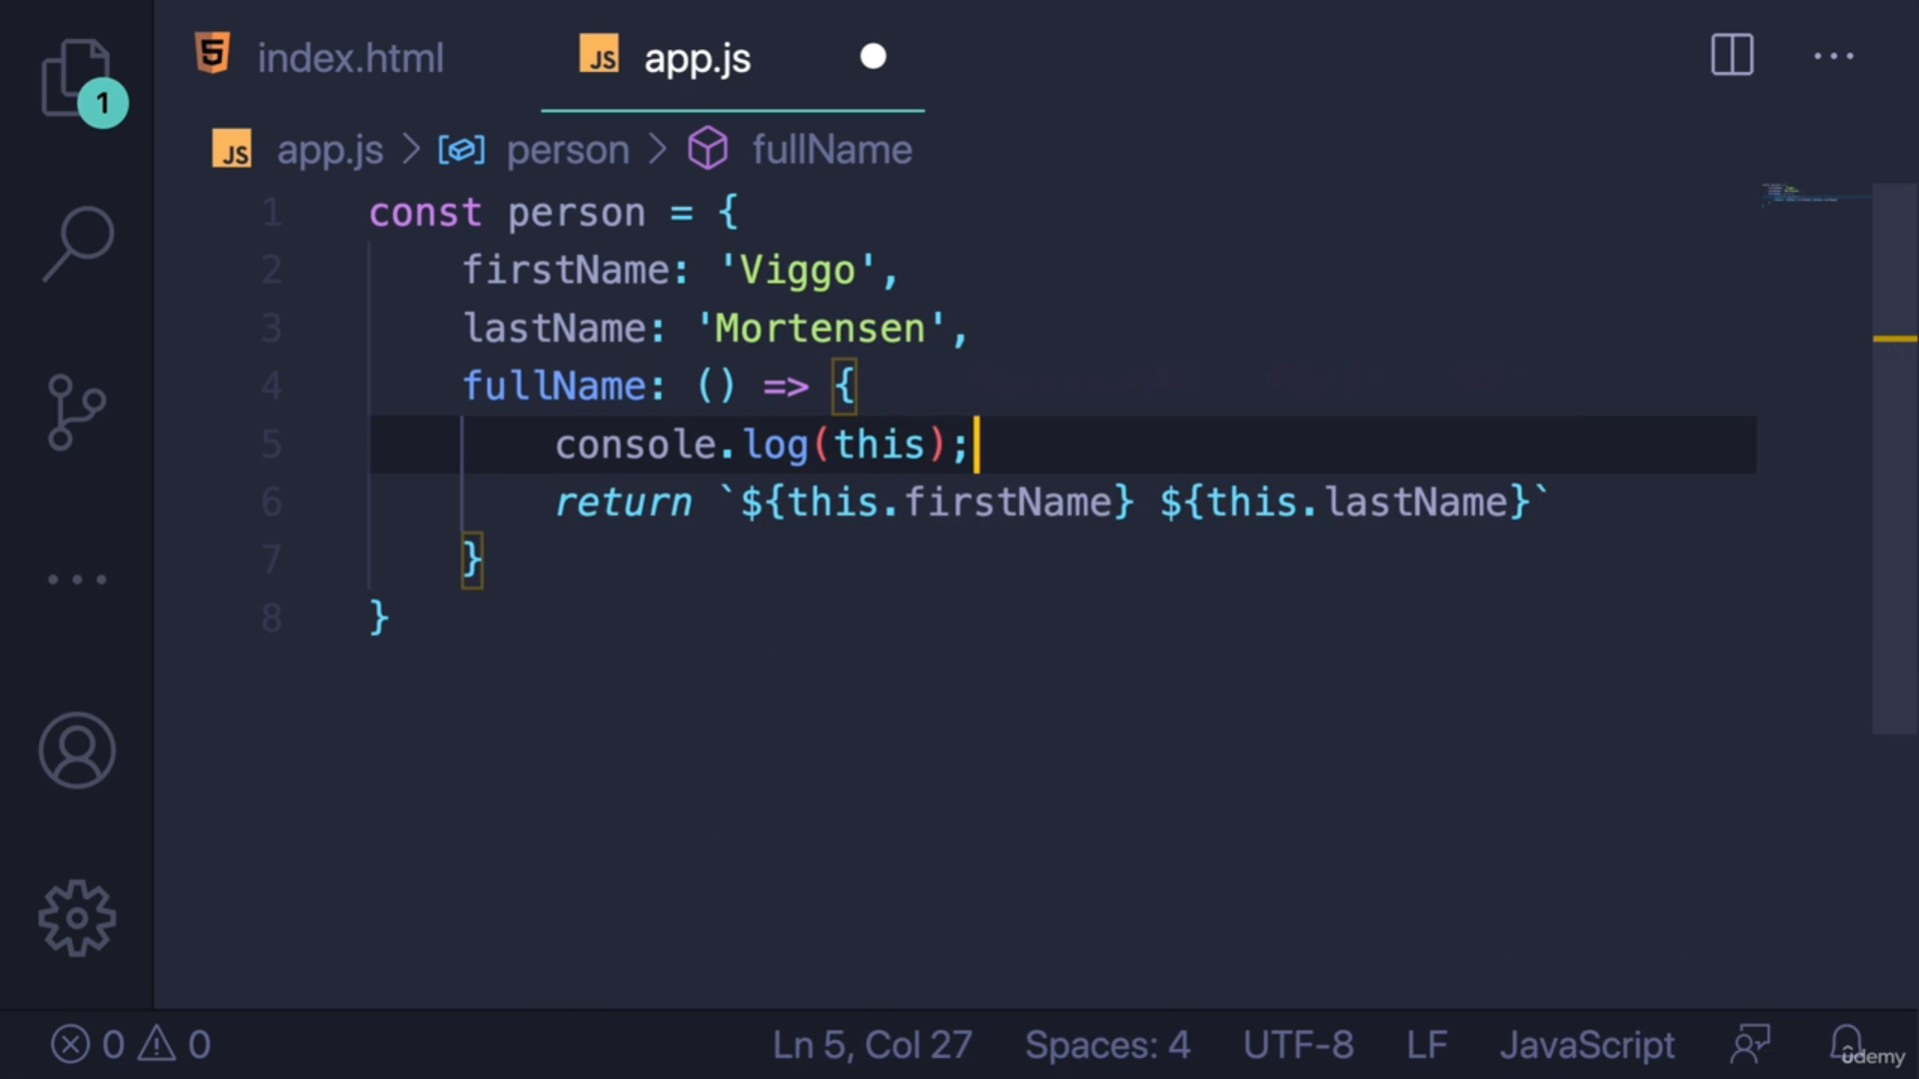 index.html
JS app.js
1
JS app.js > person > fullName
1 const person = {
2 firstName: 'Viggo',
3 lastName: 'Mortensen',
4 fullName: () => {
5 console.log(this);
6 return `${this.firstName} ${this.lastName}`
7 }
8 }
0 0 Ln 5, Col 27 Spaces: 4 UTF-8 LF JavaScript
udemy